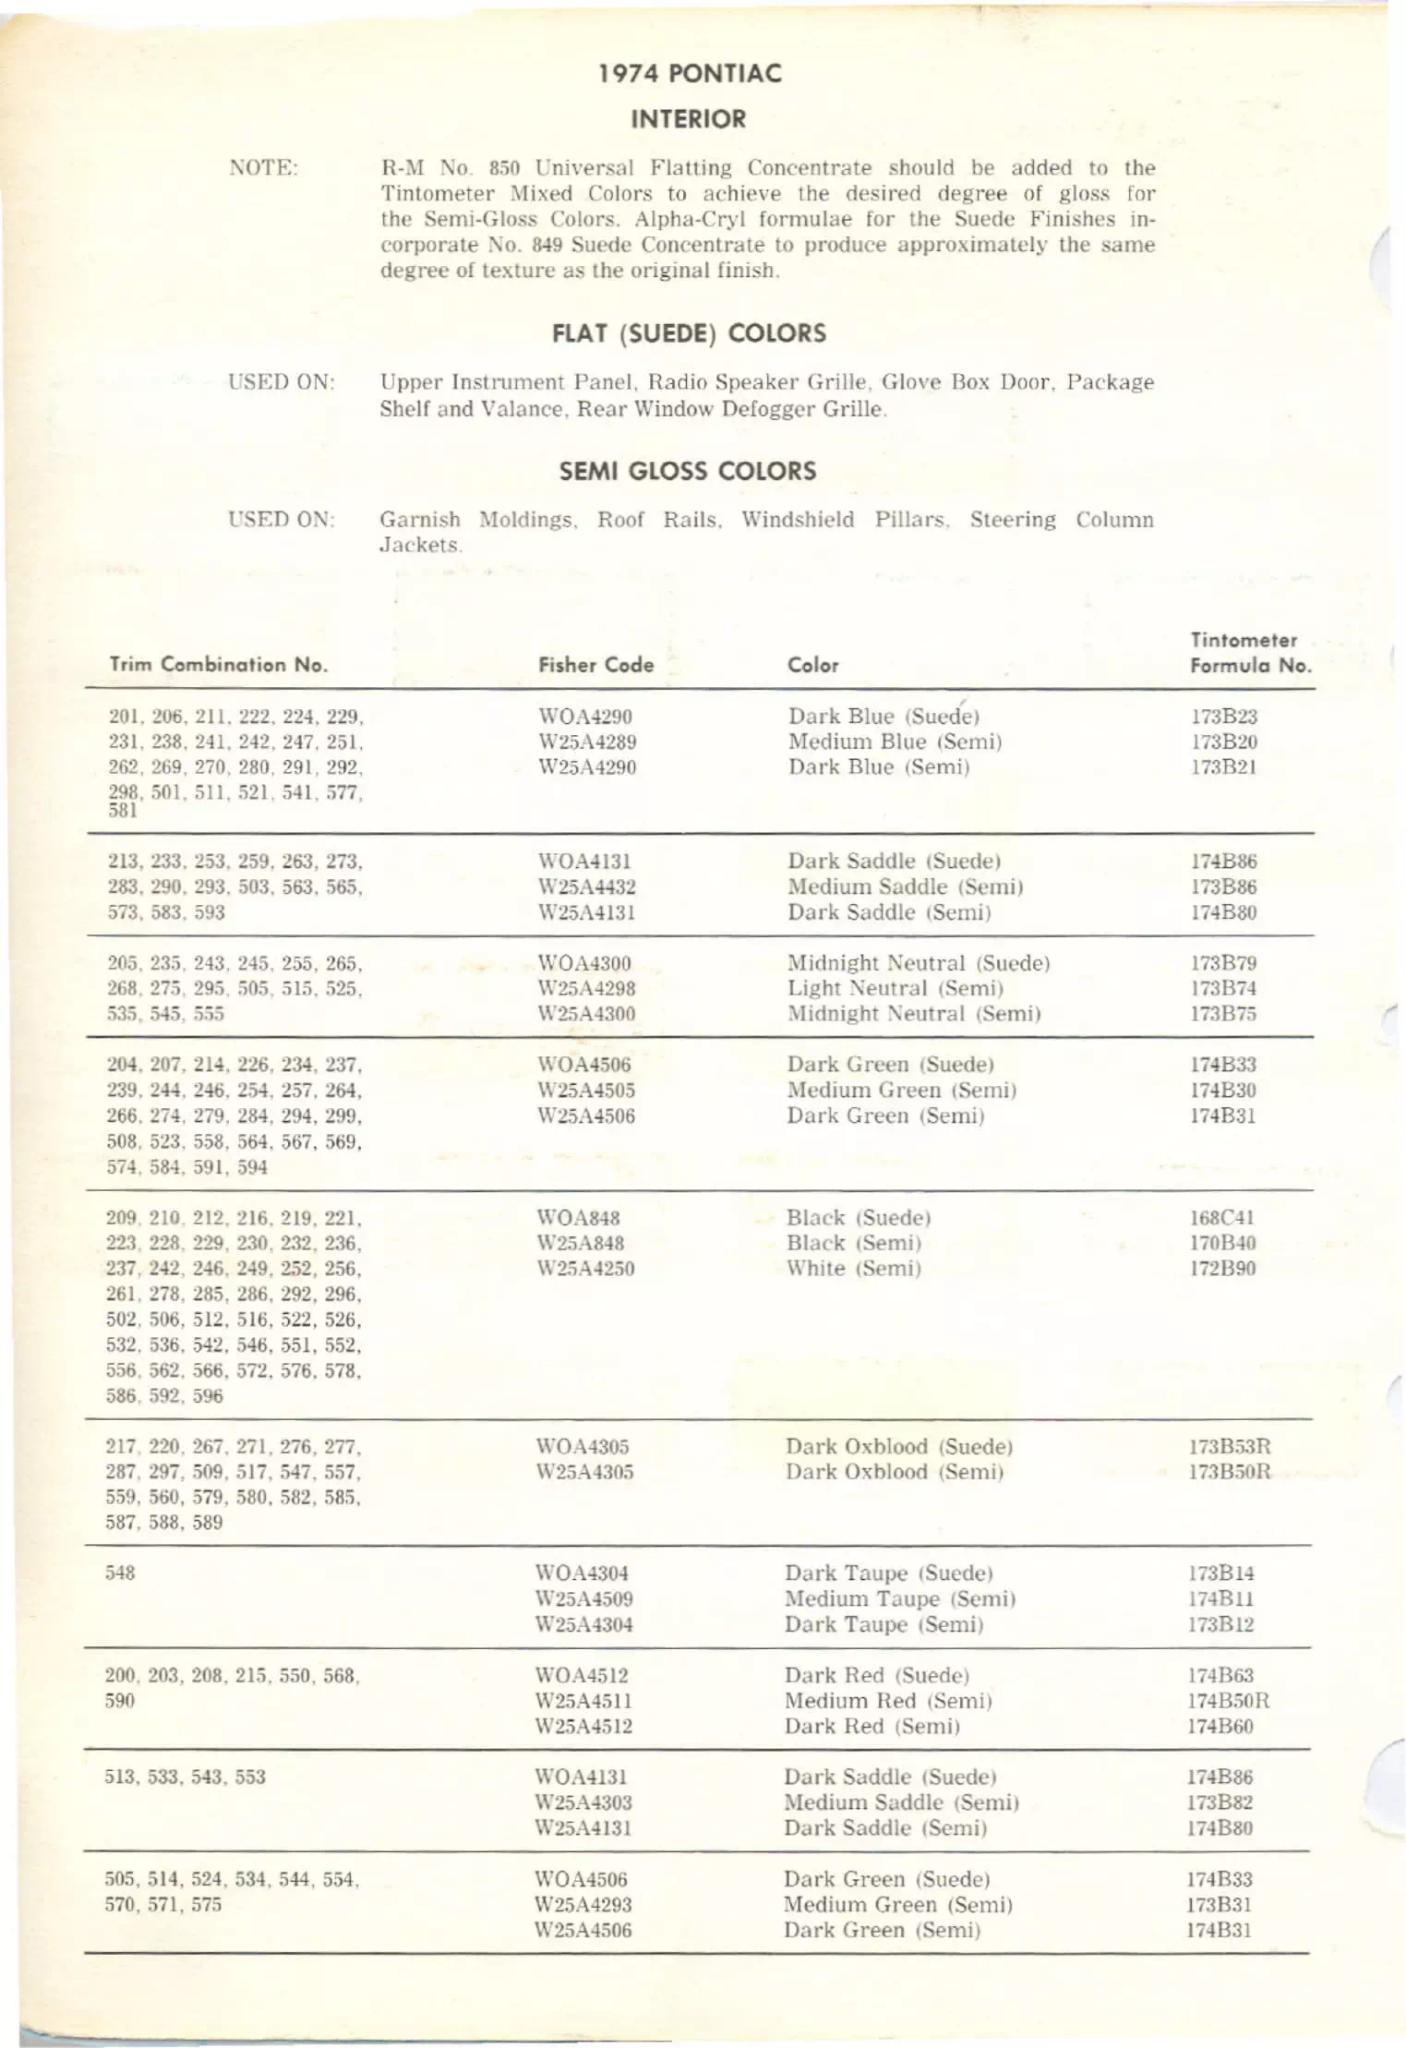 1974 PONTIAC
INTERIOR
NOTE: R-M No. 850 Universal Flatting Concentrate should be added to the
Tintometer Mixed Colors to achieve the desired degree of gloss for
the Semi-Gloss Colors. Alpha-Cryl formulae for the Suede Finishes in-
corporate No. 849 Suede Concentrate to produce approximately the same
degree of texture as the original finish.
FLAT (SUEDE) COLORS
USED ON: Upper Instrument Panel, Radio Speaker Grille, Glove Box Door, Package
Shelf and Valance, Rear Window Defogger Grille.
SEMI GLOSS COLORS
USED ON: Garnish Moldings, Roof Rails, Windshield Pillars, Steering Column
Jackets.
Tintometer
Trim Combination No. Fisher Code Color Formula No.
201, 206, 211, 222, 224, 229, WOA4290 Dark Blue (Suede) 173B23
231, 238, 241, 242, 247, 251, W25A4289 Medium Blue (Semi) 173B20
262, 269, 270, 280, 291, 292, W25A4290 Dark Blue (Semi) 173B21
298, 501, 511, 521, 541, 577,
581
213, 233, 253, 259, 263, 273, WOA4131 Dark Saddle (Suede) 174B86
283, 290, 293, 503, 563, 565, W25A4432 Medium Saddle (Semi) 173B86
573, 583, 593 W25A4131 Dark Saddle (Semi) 174B80
205, 235, 243, 245, 255, 265, WOA4300 Midnight Neutral (Suede) 173B79
268, 275, 295, 505, 515, 525, W25A4298 Light Neutral (Semi) 173B74
535, 545, 555 W25A4300 Midnight Neutral (Semi) 173B75
204, 207, 214, 226, 234, 237, WOA4506 Dark Green (Suede) 174B33
239, 244, 246, 254, 257, 264, W25A4505 Medium Green (Semi) 174B30
266, 274, 279, 284, 294, 299, W25A4506 Dark Green (Semi) 174B31
508, 523, 558, 564, 567, 569,
574, 584, 591, 594
209, 210, 212, 216, 219, 221, WOA848 Black (Suede) 168C41
223, 228, 229, 230, 232, 236, W25A848 Black (Semi) 170B40
237, 242, 246, 249, 252, 256, W25A4250 White (Semi) 172B90
261, 278, 285, 286, 292, 296,
502, 506, 512, 516, 522, 526,
532, 536, 542, 546, 551, 552,
556, 562, 566, 572, 576, 578,
586, 592, 596
217, 220, 267, 271, 276, 277, WOA4305 Dark Oxblood (Suede) 173B53R
287, 297, 509, 517, 547, 557, W25A4305 Dark Oxblood (Semi) 173B50R
559, 560, 579, 580, 582, 585,
587, 588, 589
548 WOA4304 Dark Taupe (Suede) 173B14
W25A4509 Medium Taupe (Semi) 174B11
W25A4304 Dark Taupe (Semi) 173B12
200, 203, 208, 215, 550, 568, WOA4512 Dark Red (Suede) 174B63
590 W25A4511 Medium Red (Semi) 174B50R
W25A4512 Dark Red (Semi) 174B60
513, 533, 543, 553 WOA4131 Dark Saddle (Suede) 174B86
W25A4303 Medium Saddle (Semi) 173B82
W25A4131 Dark Saddle (Semi) 174B80
505, 514, 524, 534, 544, 554, WOA4506 Dark Green (Suede) 174B33
570, 571, 575 W25A4293 Medium Green (Semi) 173B31
W25A4506 Dark Green (Semi) 174B31